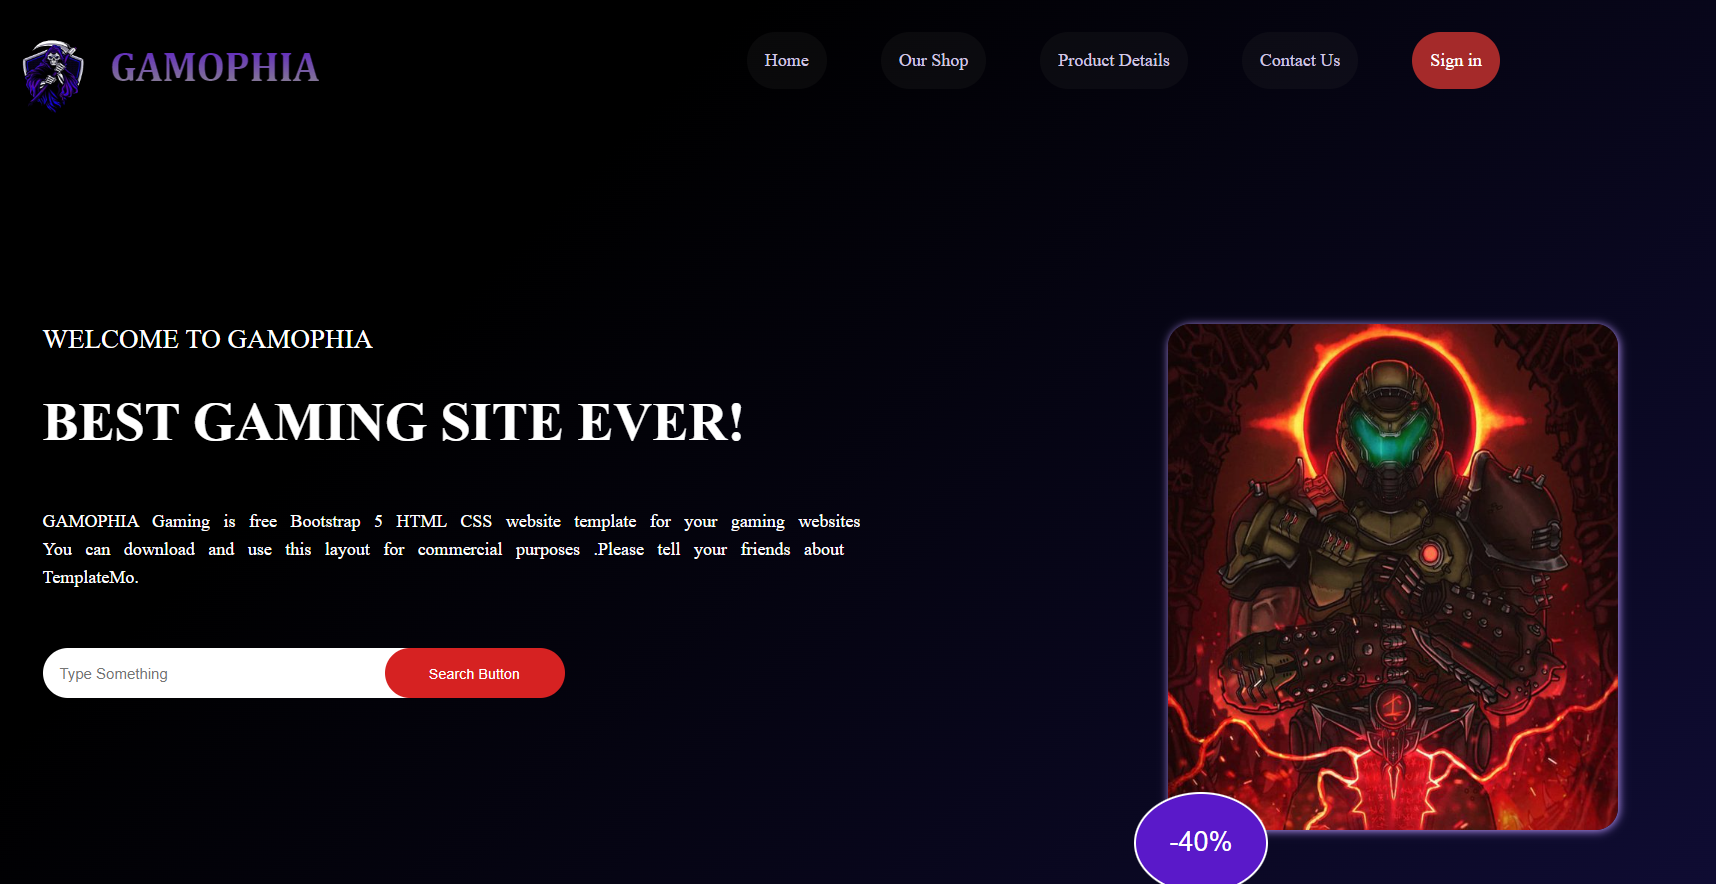 GAMOPHIA
Home
Our Shop
Product Details
Contact Us
Sign in
WELCOME TO GAMOPHIA
BEST GAMING SITE EVER!
GAMOPHIA Gaming is free Bootstrap 5 HTML CSS website template for your gaming websites
You can download and use this layout for commercial purposes .Please tell your friends about
TemplateMo.
Type Something
Search Button
-40%